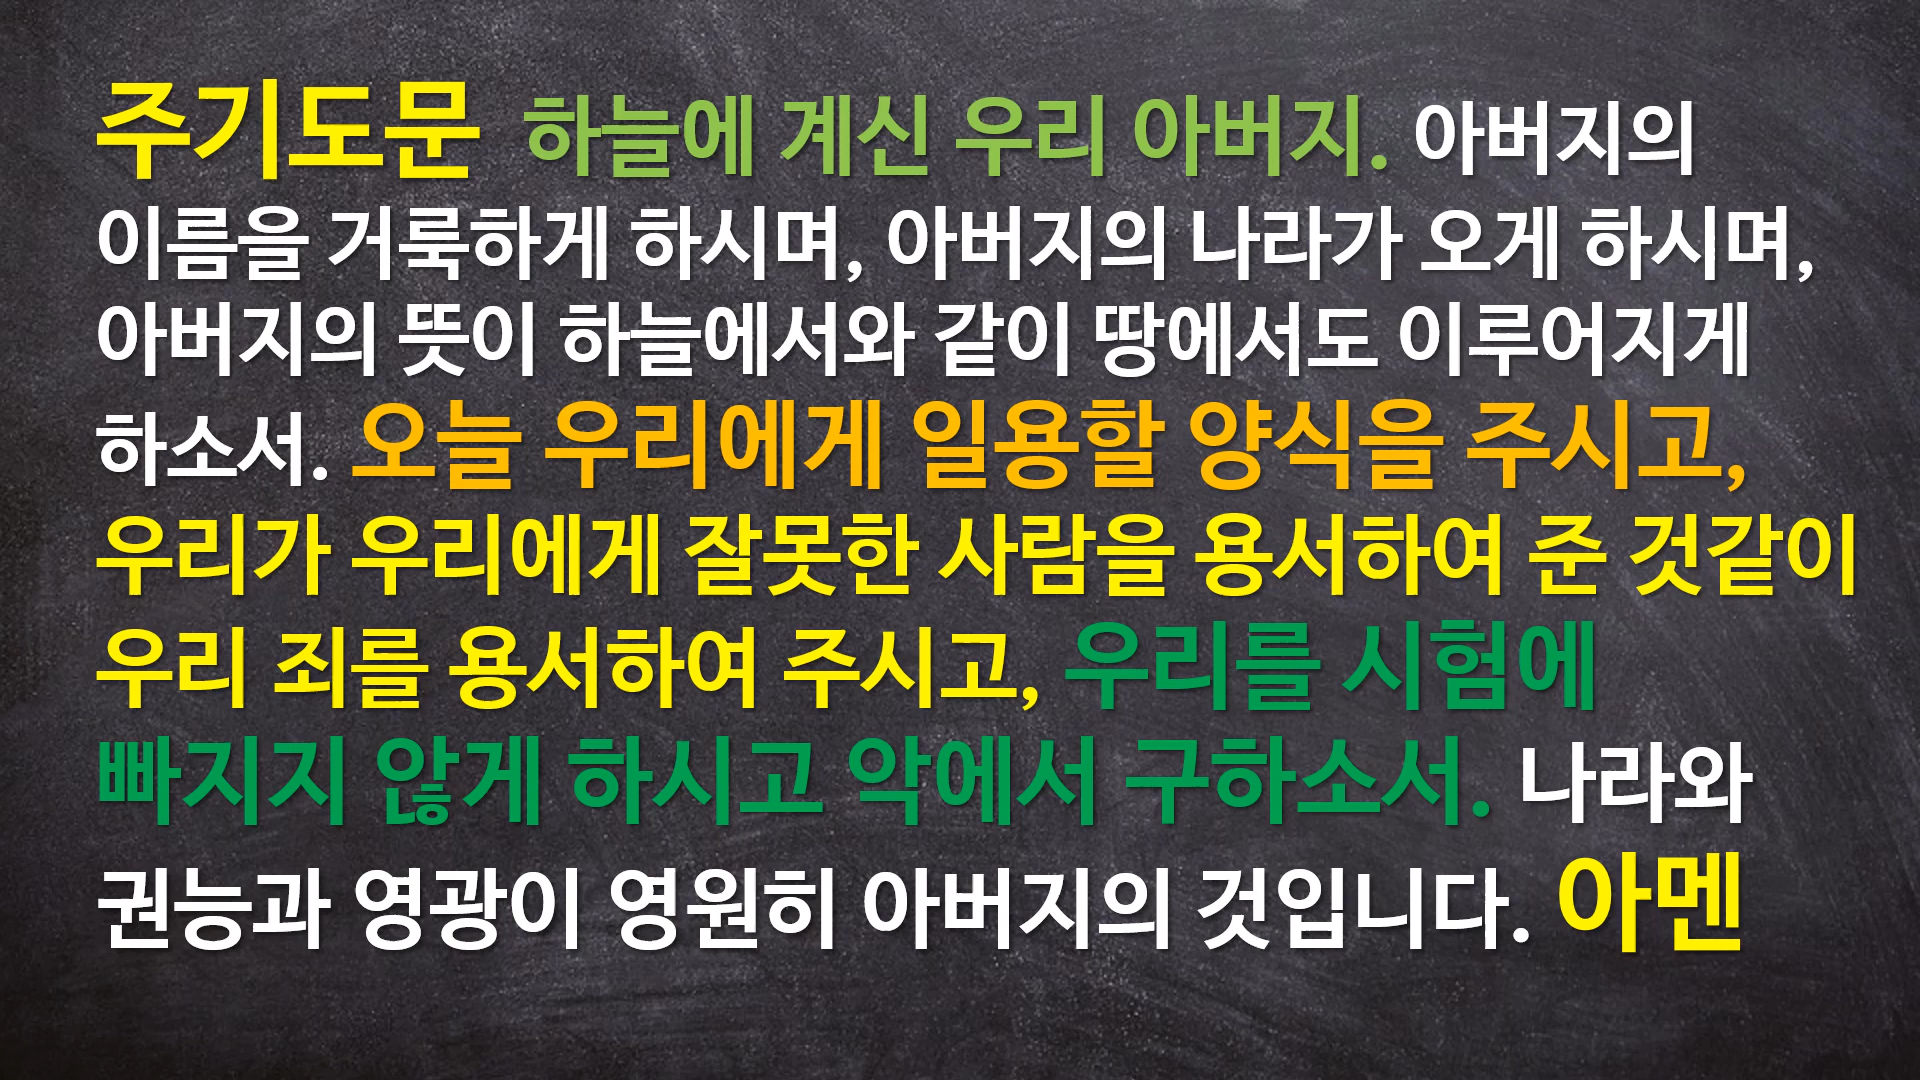 주기도문 하늘에 계신 우리 아버지. 아버지의
이름을 거룩하게 하시며, 아버지의 나라가 오게 하시며,
아버지의 뜻이 하늘에서와 같이 땅에서도 이루어지게
하소서. 오늘 우리에게 일용할 양식을 주시고,
우리가 우리에게 잘못한 사람을 용서하여 준 것같이
우리 죄를 용서하여 주시고, 우리를 시험에
빠지지 않게 하시고 악에서 구하소서. 나라와
권능과 영광이 영원히 아버지의 것입니다. 아멘